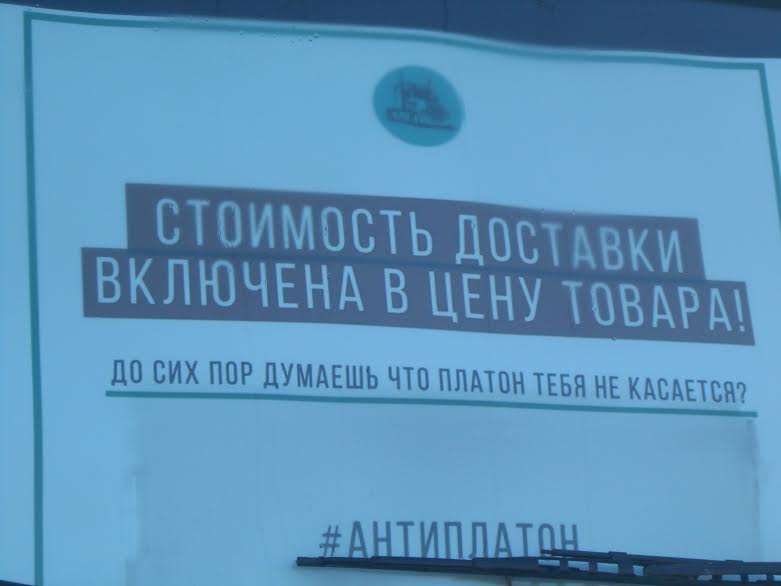 СТОИМОСТЬ ДОСТАВКИ
ВКЛЮЧЕНА В ЦЕНУ ТОВАРА!
ДО СИХ ПОР ДУМАЕШЬ ЧТО ПЛАТОН ТЕБЯ НЕ КАСАЕТСЯ?
#АНТИПЛАТОН